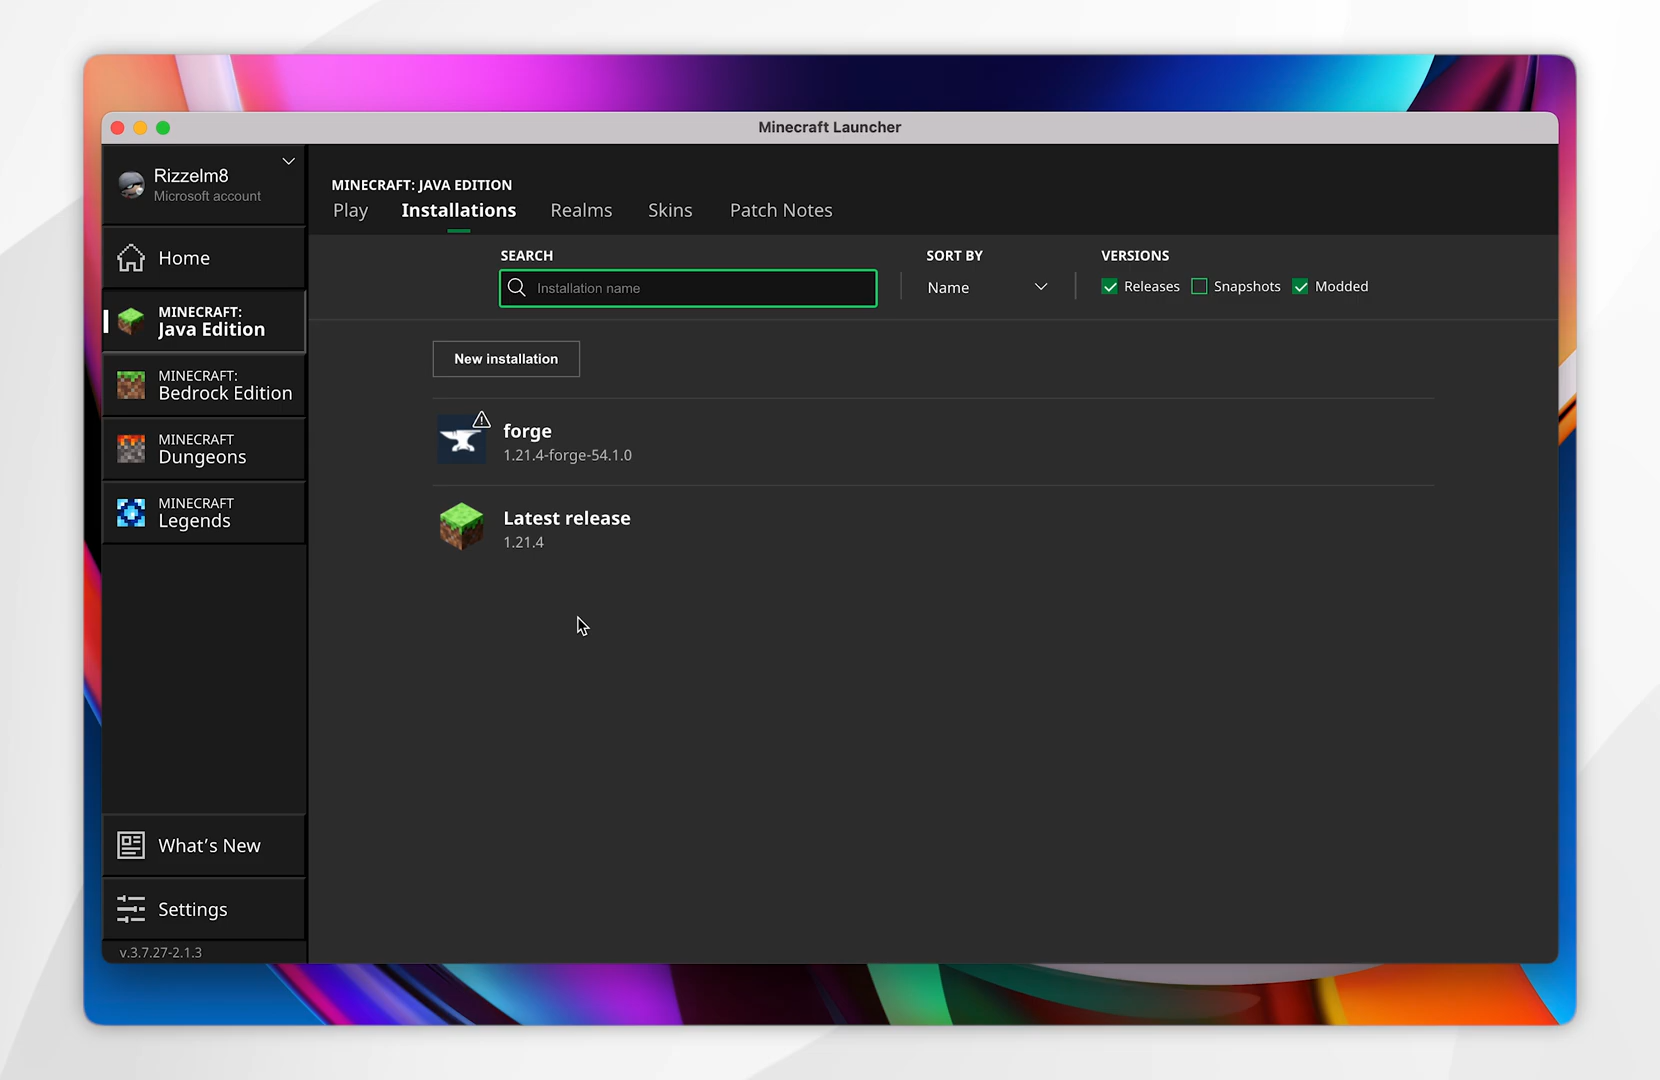 Minecraft Launcher
Rizzelm8
Microsoft account
Home
MINECRAFT:
Java Edition
MINECRAFT:
Bedrock Edition
MINECRAFT
Dungeons
MINECRAFT
Legends
What’s New
Settings
v.3.7.27-2.1.3
MINECRAFT: JAVA EDITION
Play Installations Realms Skins Patch Notes
SEARCH
Installation name
SORT BY
Name
VERSIONS
Releases Snapshots Modded
New installation
forge
1.21.4-forge-54.1.0
Latest release
1.21.4